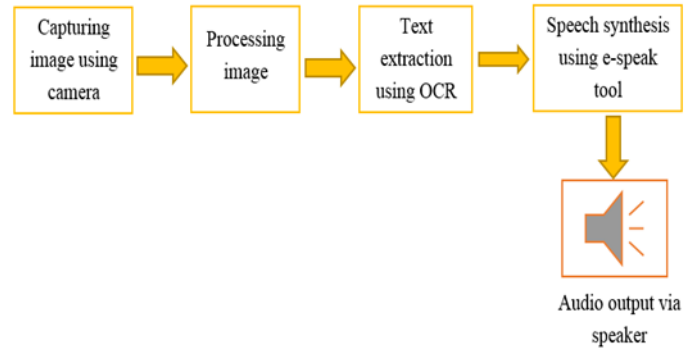 Capturing
image using
camera
Processing
image
Text
extraction
using OCR
Speech synthesis
using e-speak
tool
Audio output via
speaker